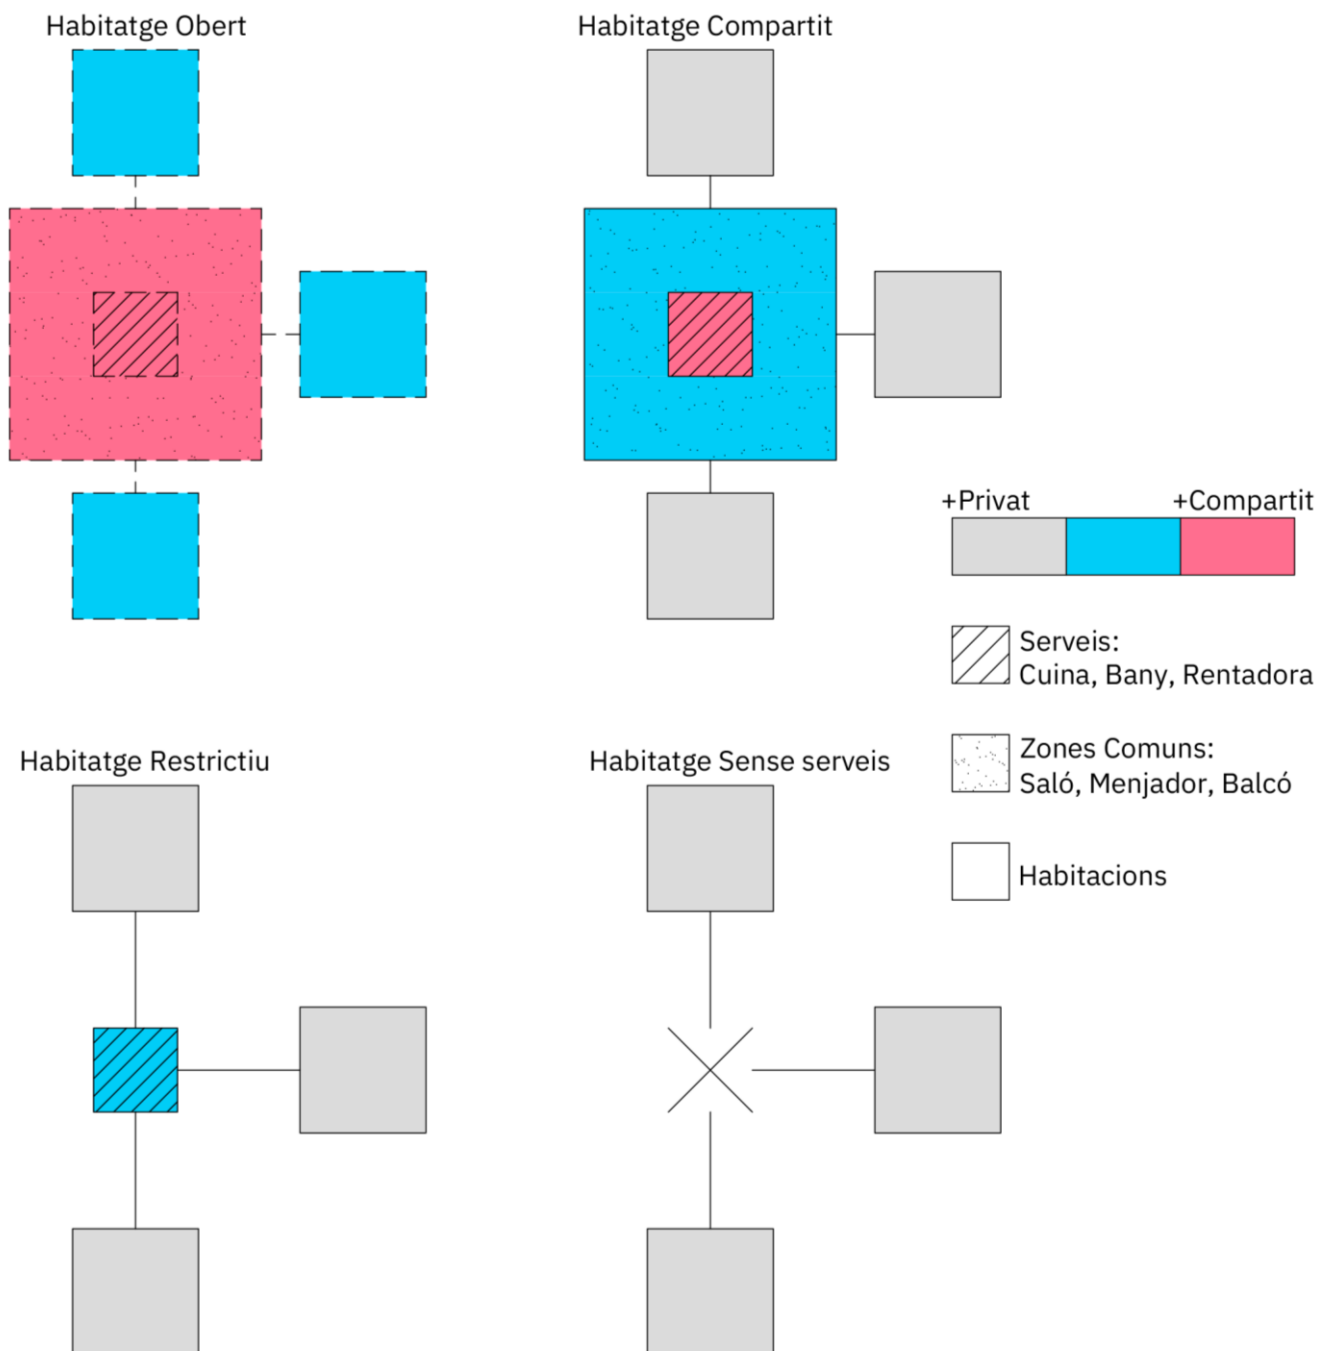 Habitatge Obert
Habitatge Compartit
+Privat
+Compartit
Serveis:
Cuina, Bany, Rentadora
Zones Comuns:
Saló, Menjador, Balcó
Habitacions
Habitatge Restrictiu
Habitatge Sense serveis